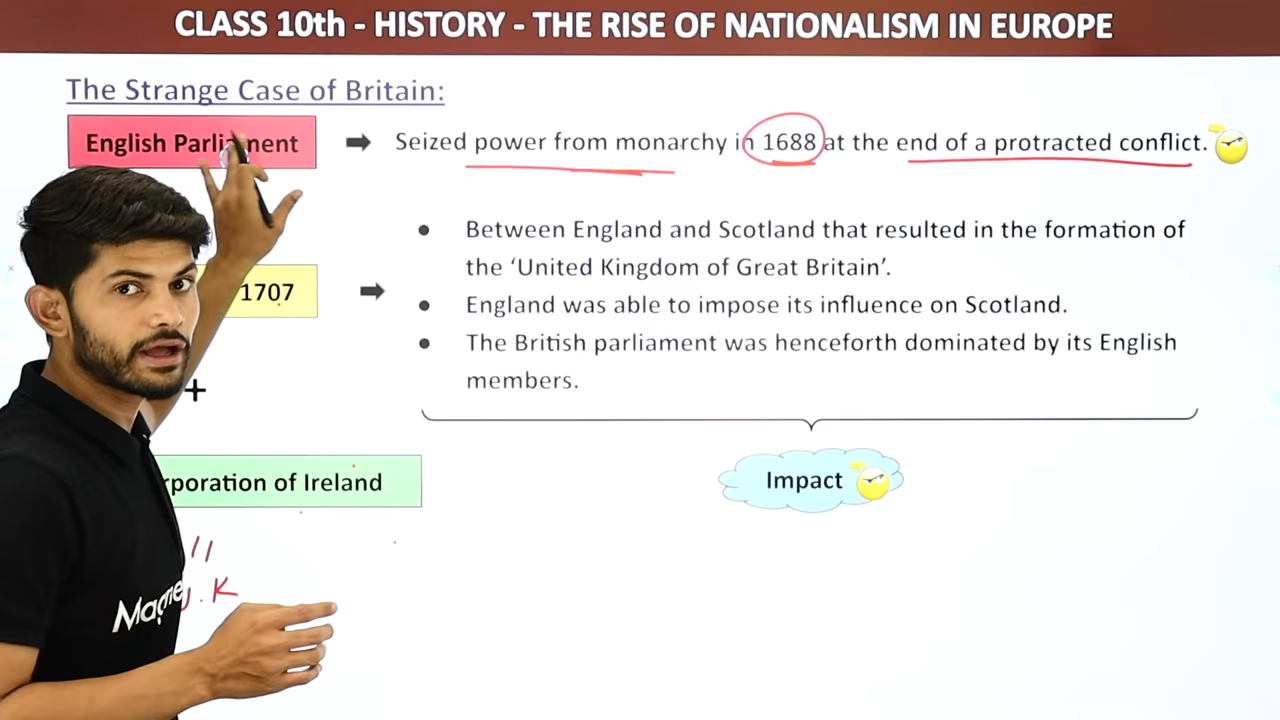 CLASS 10th - HISTORY - THE RISE OF NATIONALISM IN EUROPE
The Strange Case of Britain:
English Parliament
Seized power from monarchy in 1688 at the end of a protracted conflict.
1707
Between England and Scotland that resulted in the formation of
the ‘United Kingdom of Great Britain’.
England was able to impose its influence on Scotland.
The British parliament was henceforth dominated by its English
members.
+
rporation of Ireland
Impact
. K
Magne